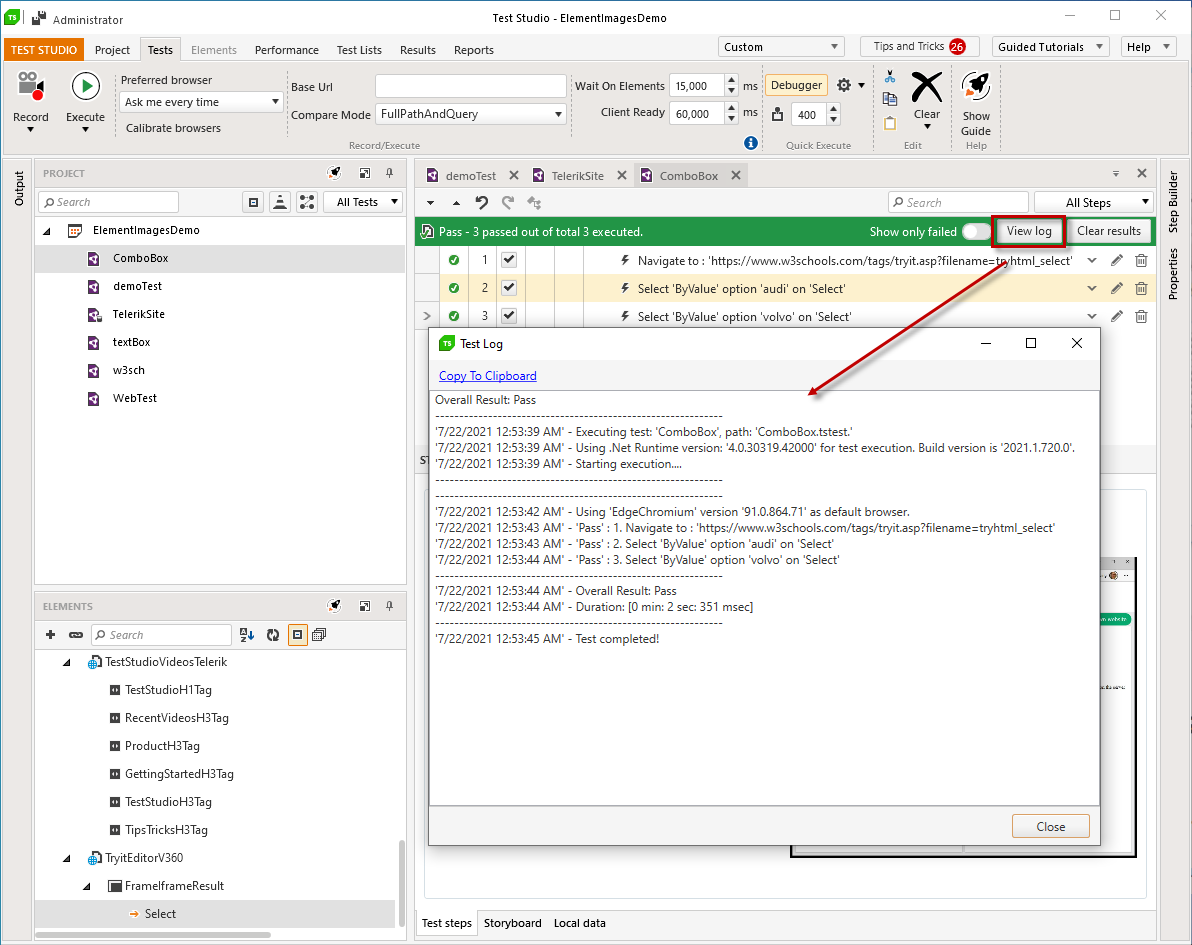 TS
Administrator
Test Studio - ElementImagesDemo
TEST STUDIO
Project
Tests
Elements
Performance
Test Lists
Results
Reports
Custom
Tips and Tricks 26
Guided Tutorials
Help
Record
Execute
Preferred browser
Ask me every time
Calibrate browsers
Base Url
Compare Mode
FullPathAndQuery
Record/Execute
Wait On Elements 15,000 ms
Client Ready 60,000 ms
Debugger
400
Quick Execute
Clear
Edit
Show
Guide
Help
Output
PROJECT
Search
All Tests
ElementImagesDemo
ComboBox
demoTest
TelerikSite
textBox
w3sch
WebTest
ELEMENTS
Search
TestStudioVideosTelerik
TestStudioH1Tag
RecentVideosH3Tag
ProductH3Tag
GettingStartedH3Tag
TestStudioH3Tag
TipsTricksH3Tag
TryitEditorV360
FrameIframeResult
Select
demoTest
TelerikSite
ComboBox
Search
All Steps
Pass - 3 passed out of total 3 executed.
Show only failed
View log
Clear results
1 Navigate to : 'https://www.w3schools.com/tags/tryit.asp?filename=tryhtml_select'
2 Select 'ByValue' option 'audi' on 'Select'
3 Select 'ByValue' option 'volvo' on 'Select'
TS Test Log
Copy To Clipboard
Overall Result: Pass
------------------------------------------------------------
'7/22/2021 12:53:39 AM' - Executing test: 'ComboBox', path: 'ComboBox.tstest.'
'7/22/2021 12:53:39 AM' - Using .Net Runtime version: '4.0.30319.42000' for test execution. Build version is '2021.1.720.0'.
'7/22/2021 12:53:39 AM' - Starting execution....
------------------------------------------------------------
------------------------------------------------------------
'7/22/2021 12:53:42 AM' - Using 'EdgeChromium' version '91.0.864.71' as default browser.
'7/22/2021 12:53:43 AM' - 'Pass' : 1. Navigate to : 'https://www.w3schools.com/tags/tryit.asp?filename=tryhtml_select'
'7/22/2021 12:53:43 AM' - 'Pass' : 2. Select 'ByValue' option 'audi' on 'Select'
'7/22/2021 12:53:44 AM' - 'Pass' : 3. Select 'ByValue' option 'volvo' on 'Select'
------------------------------------------------------------
'7/22/2021 12:53:44 AM' - Overall Result: Pass
'7/22/2021 12:53:44 AM' - Duration: [0 min: 2 sec: 351 msec]
------------------------------------------------------------
'7/22/2021 12:53:45 AM' - Test completed!
Close
Test steps
Storyboard
Local data
Step Builder
Properties